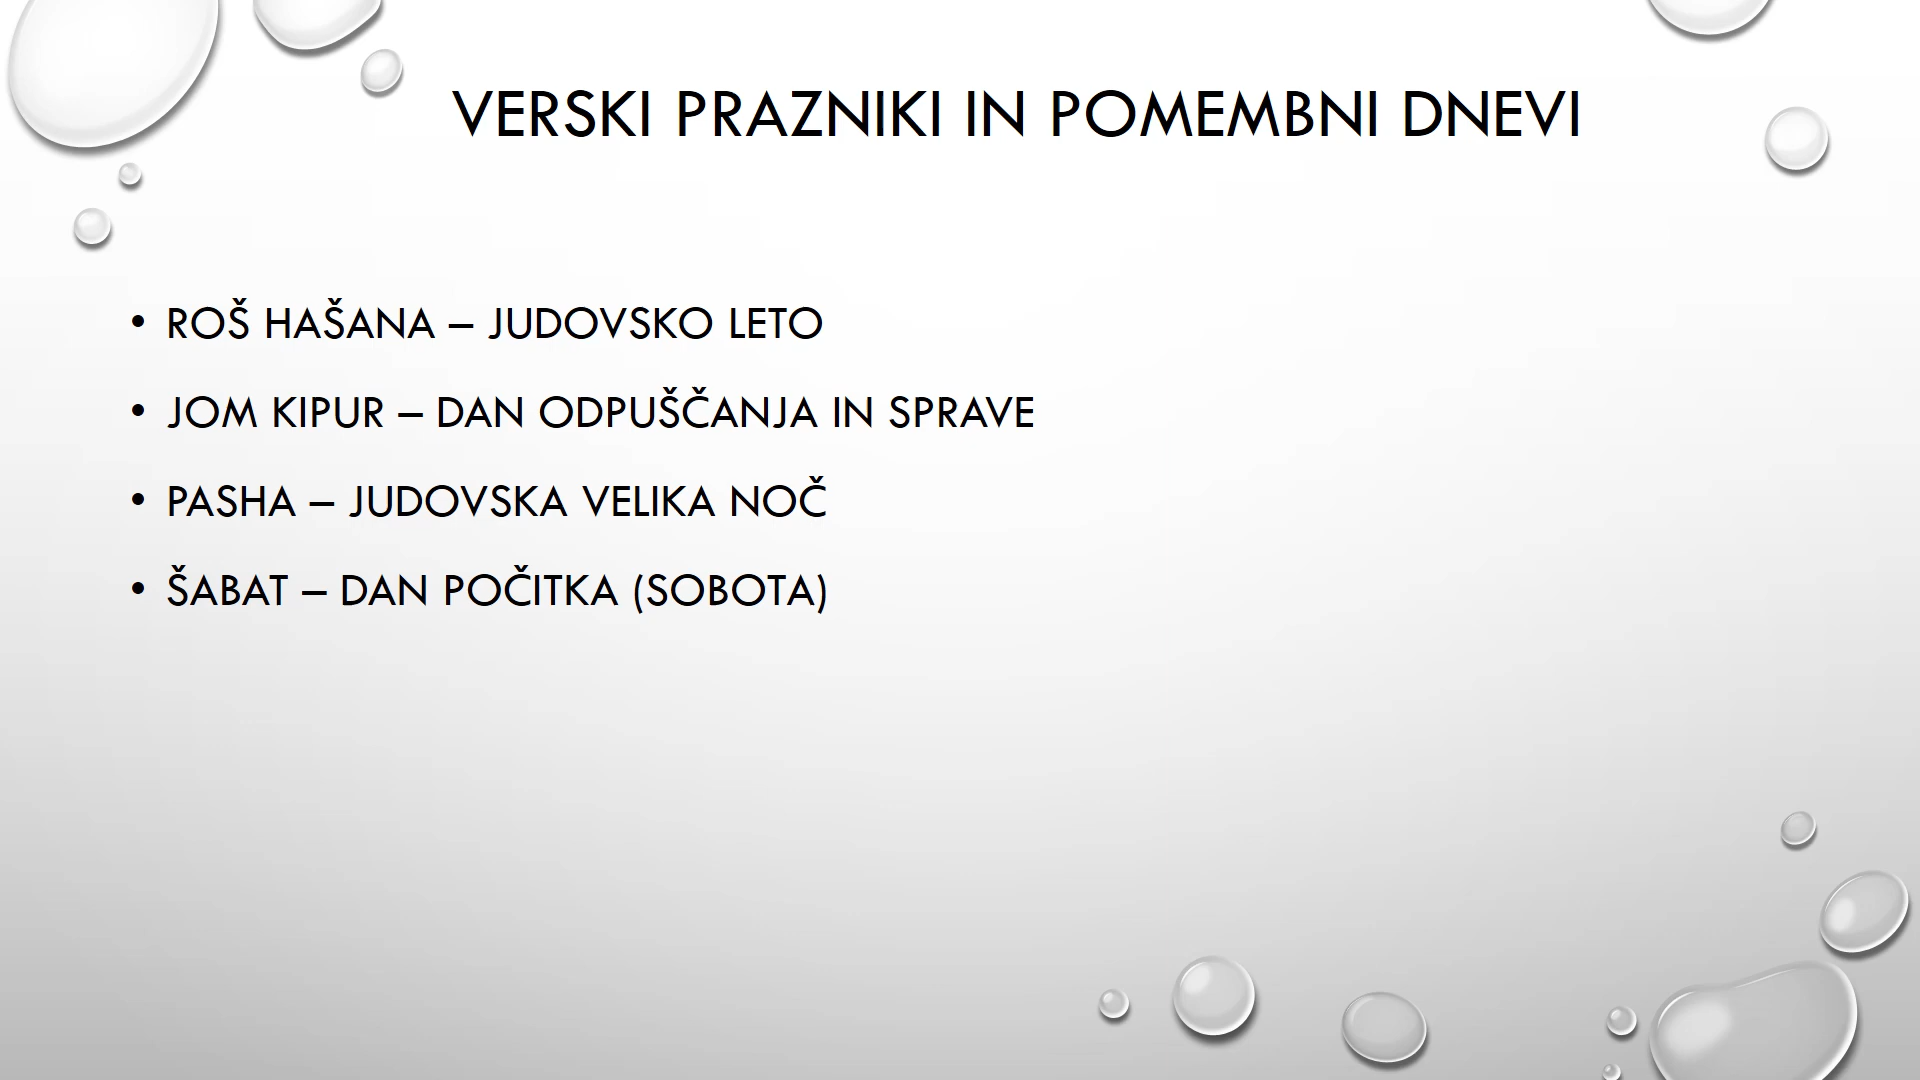 VERSKI PRAZNIKI IN POMEMBNI DNEVI
• ROŠ HAŠANA – JUDOVSKO LETO
• JOM KIPUR – DAN ODPUŠČANJA IN SPRAVE
• PASHA – JUDOVSKA VELIKA NOČ
• ŠABAT – DAN POČITKA (SOBOTA)